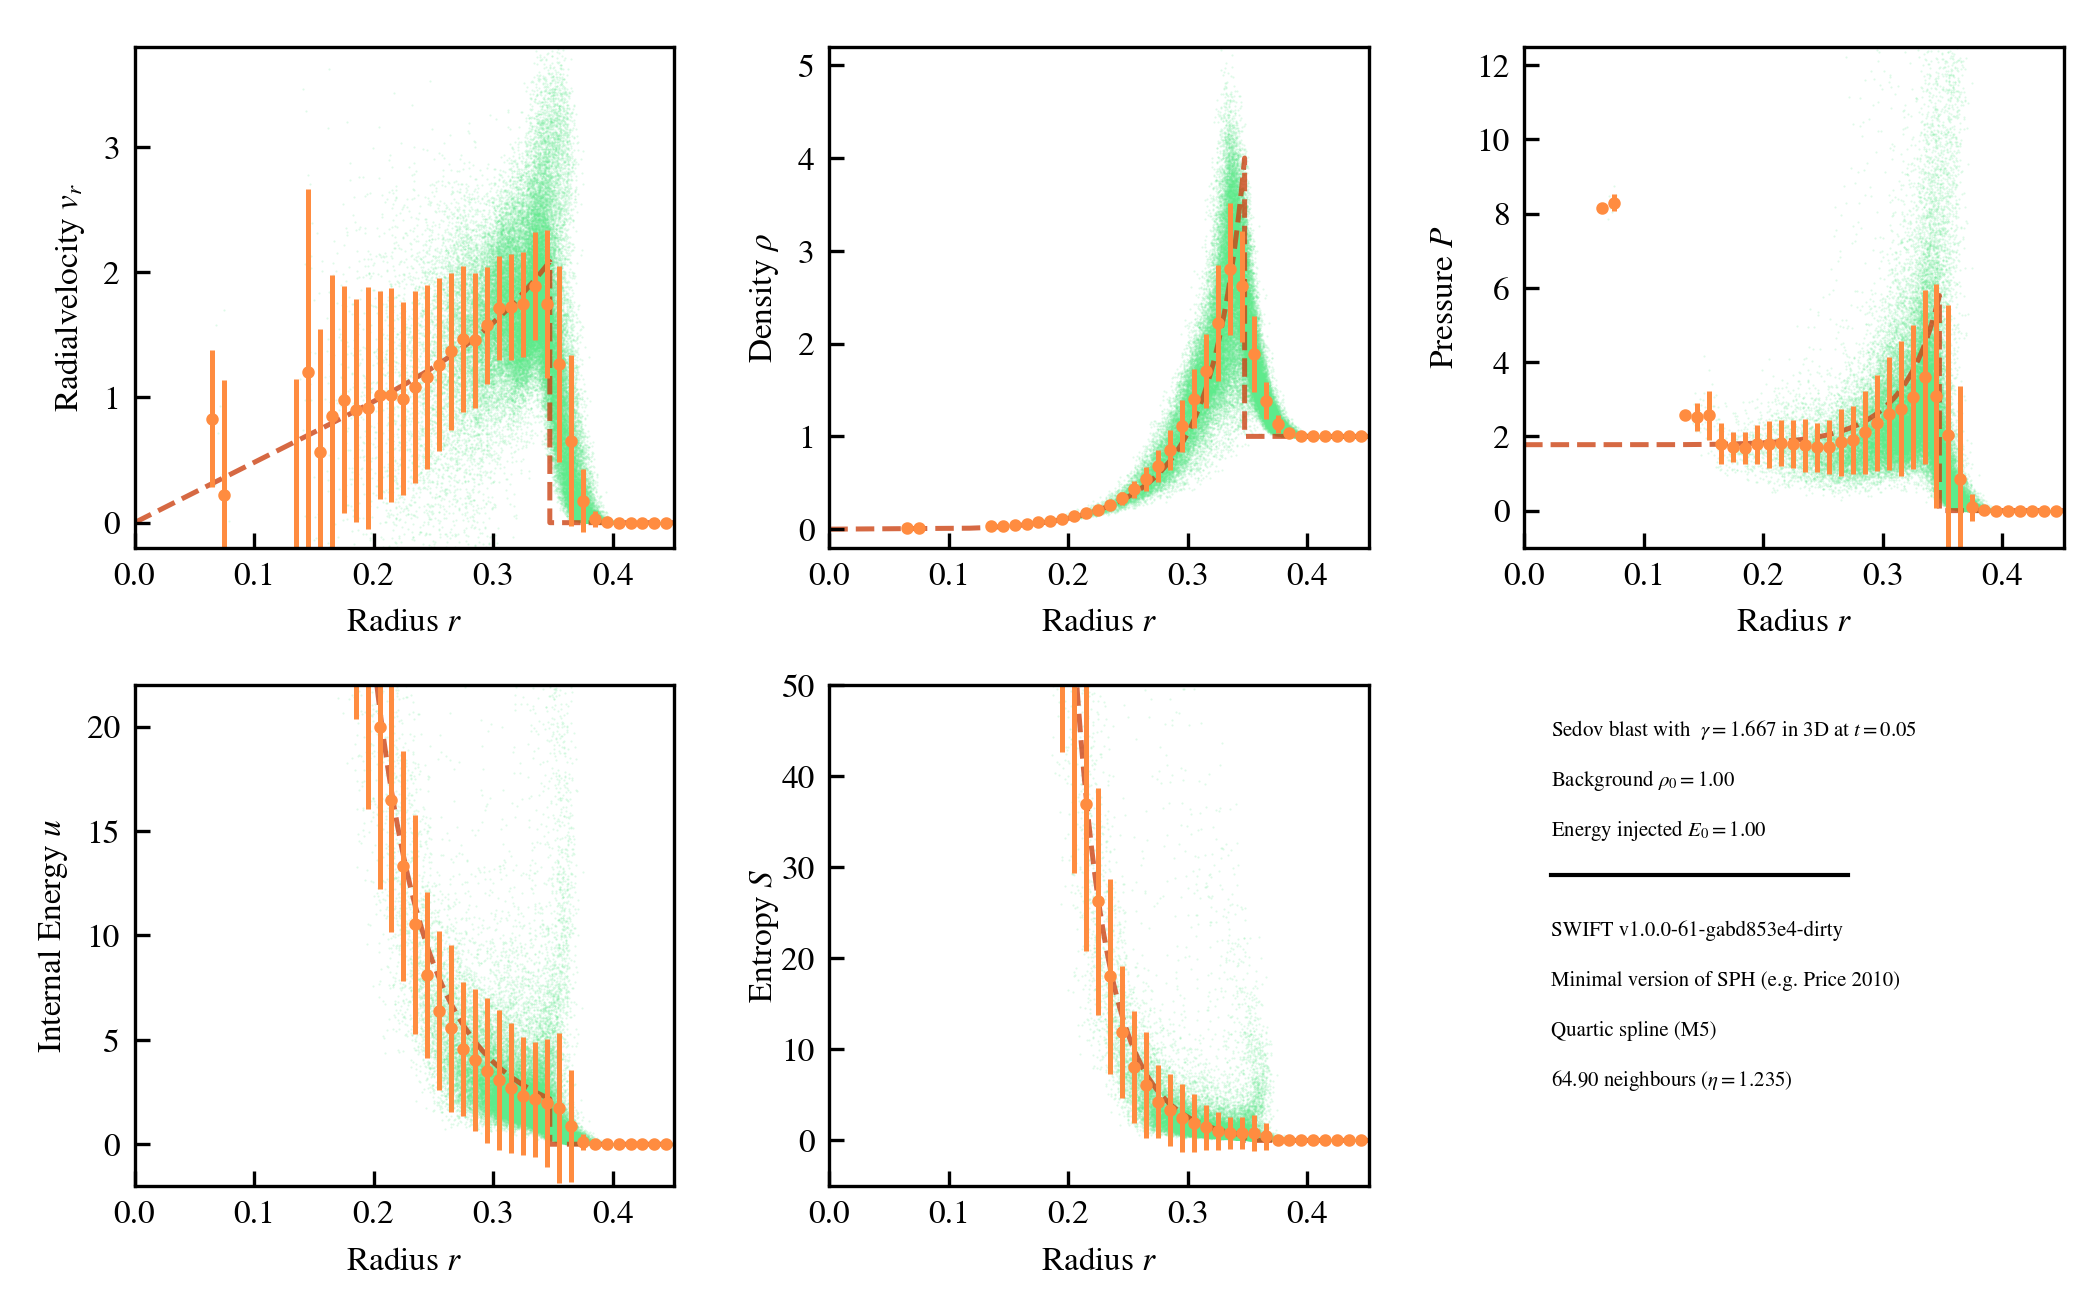 Radialvelocity v_r
3
2
1
0
0.0 0.1 0.2 0.3 0.4
Radius r
Density ρ
5
4
3
2
1
0
0.0 0.1 0.2 0.3 0.4
Radius r
Pressure P
12
10
8
6
4
2
0
0.0 0.1 0.2 0.3 0.4
Radius r
Internal Energy u
20
15
10
5
0
0.0 0.1 0.2 0.3 0.4
Radius r
Entropy S
50
40
30
20
10
0
0.0 0.1 0.2 0.3 0.4
Radius r
Sedov blast with γ = 1.667 in 3D at t = 0.05
Background ρ₀ = 1.00
Energy injected E₀ = 1.00
SWIFT v1.0.0-61-gabd853e4-dirty
Minimal version of SPH (e.g. Price 2010)
Quartic spline (M5)
64.90 neighbours (η = 1.235)